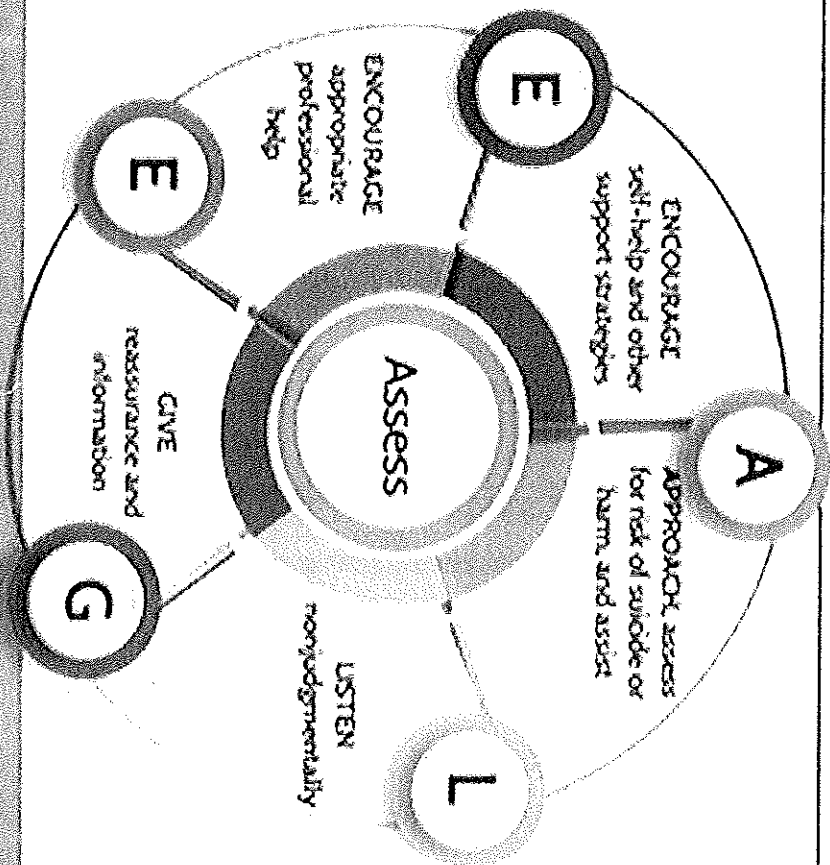 A
APPROACH, assess
for risk of suicide or
harm, and assist
L
LISTEN
nonjudgmentally
G
GIVE
reassurance and
information
E
ENCOURAGE
appropriate
professional
help
E
ENCOURAGE
self-help and other
support strategies
Assess